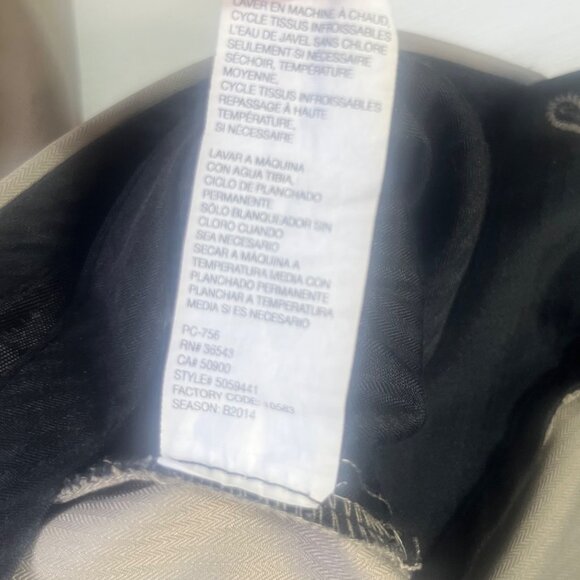 LAVER EN MACHINE À CHAUD,
CYCLE TISSUS INFROISSABLES
L'EAU DE JAVEL SANS CHLORE
SEULEMENT SI NÉCESSAIRE
SÉCHOIR, TEMPÉRATURE
MOYENNE,
CYCLE TISSUS INFROISSABLES
REPASSAGE À HAUTE
TEMPÉRATURE,
SI NÉCESSAIRE
LAVAR A MÁQUINA
CON AGUA TIBIA,
CICLO DE PLANCHADO
PERMANENTE
SÓLO BLANQUEADOR SIN
CLORO CUANDO
SEA NECESARIO
SECAR A MÁQUINA A
TEMPERATURA MEDIA CON
PLANCHADO PERMANENTE
PLANCHAR A TEMPERATURA
MEDIA SI ES NECESARIO
PC-756
RN# 36543
CA# 50900
STYLE# 5059441
FACTORY CODE:
SEASON: B2014